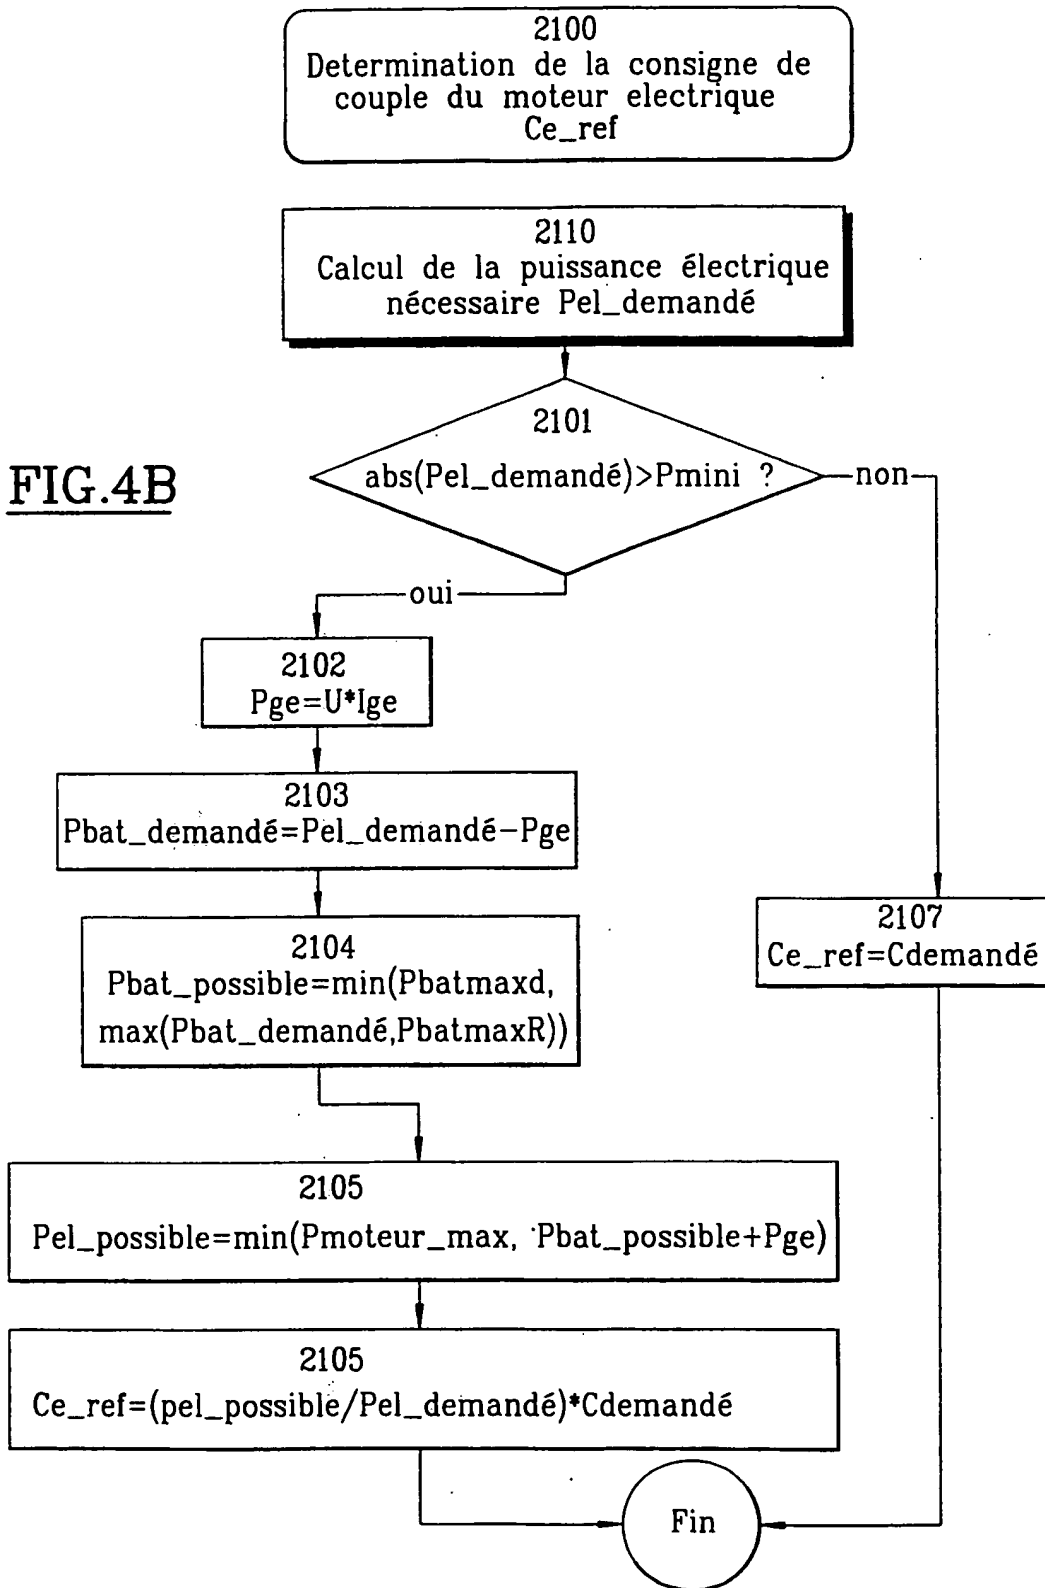 2100
Determination de la consigne de
couple du moteur electrique
Ce_ref
2110
Calcul de la puissance électrique
nécessaire Pel_demandé
2101
abs(Pel_demandé)>Pmini ?
non
FIG.4B
oui
2102
Pge=U*Ige
2103
Pbat_demandé=Pel_demandé-Pge
2104
Pbat_possible=min(Pbatmaxd,
max(Pbat_demandé,PbatmaxR))
2107
Ce_ref=Cdemandé
2105
Pel_possible=min(Pmoteur_max, Pbat_possible+Pge)
2105
Ce_ref=(pel_possible/Pel_demandé)*Cdemandé
Fin